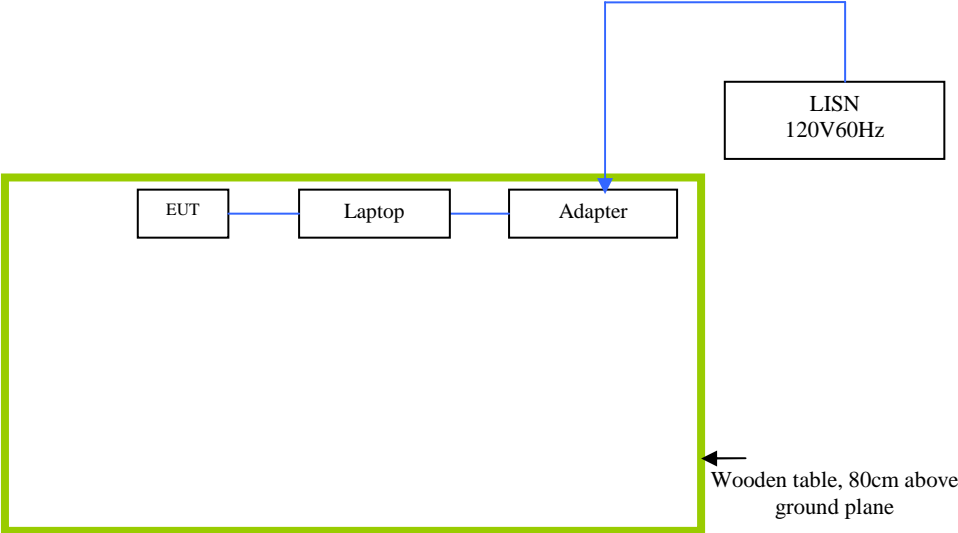 LISN
120V60Hz
EUT
Laptop
Adapter
Wooden table, 80cm above
ground plane